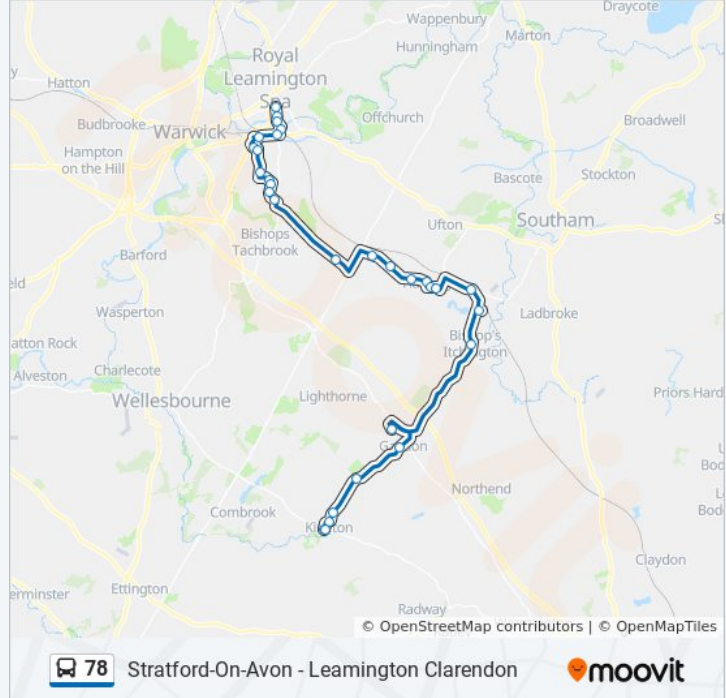 Wappenbury
Draycote
Marton
Hunningham
Royal
Leamington
Spa
Hatton
Offchurch
Budbrooke
Warwick
Broadwell
Hampton
on the Hill
Stockton
Bascote
Ufton
Southam
Bishops
Tachbrook
Barford
Wasperton
Ladbroke
Bishop's
Itchington
Charlecote
Alveston
Lighthorne
Wellesbourne
Priors Hard
Gaydon
Northend
Combrook
Kineton
Claydon
Ettington
Radway
© OpenStreetMap contributors | © OpenMapTiles
78 Stratford-On-Avon - Leamington Clarendon
moovit